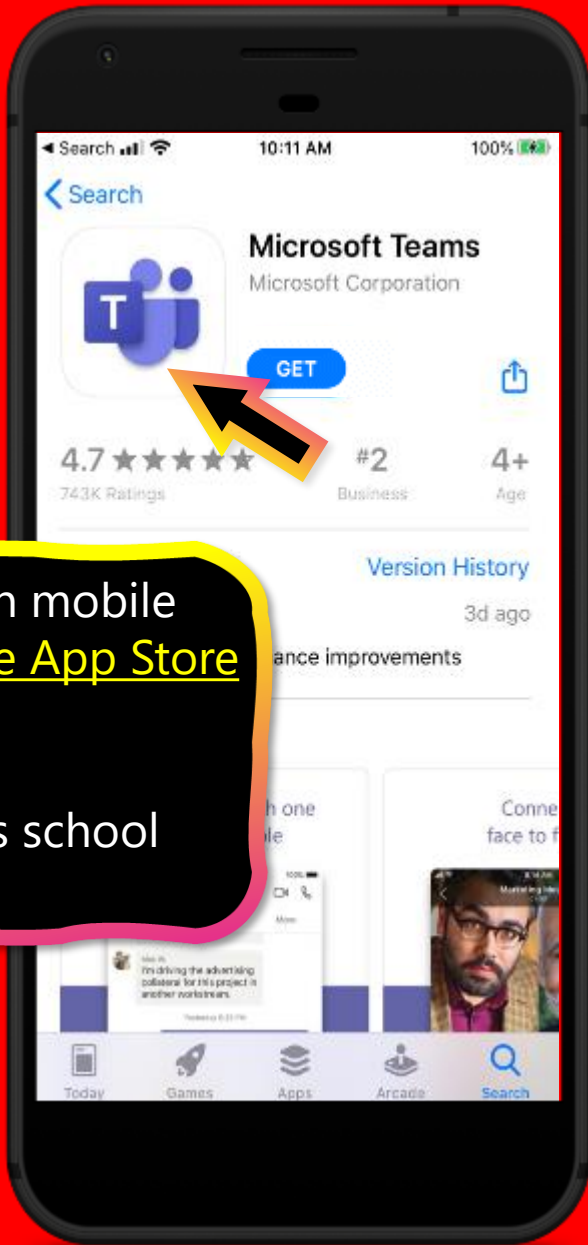 Search
10:11 AM
100%
Search
Microsoft Teams
Microsoft Corporation
T
GET
4.7
#2
4+
743K Ratings
Business
Age
Version History
mobile
App Store
3d ago
improvements
school
one
Conne
face to f
More
I'm driving the advertising
collateral for this project in
another workstream.
Today
Games
Apps
Arcade
Search